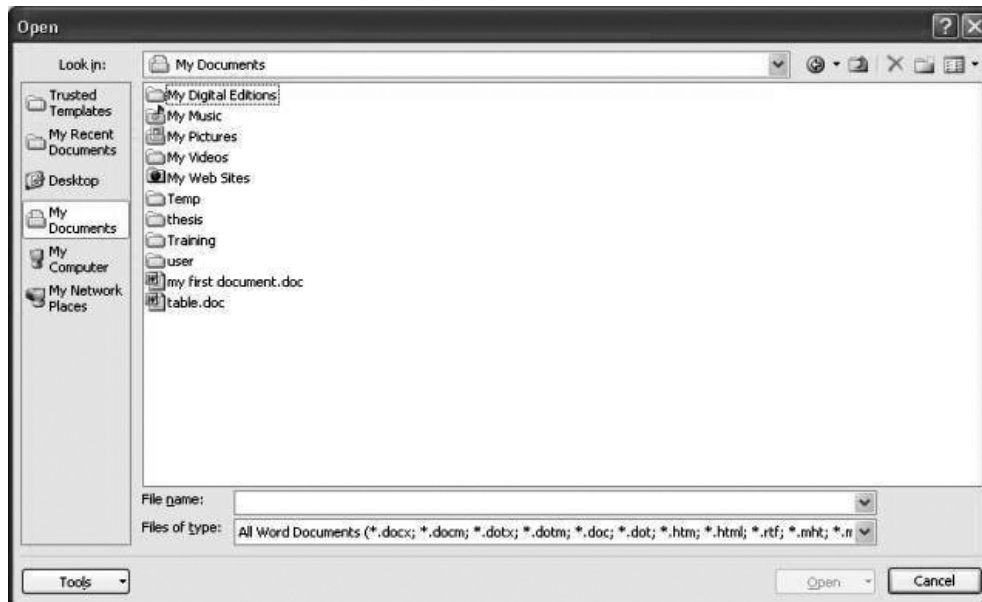 Open
Look in:
My Documents
Trusted
Templates
My Recent
Documents
Desktop
My
Documents
My
Computer
My Network
Places
My Digital Editions
My Music
My Pictures
My Videos
My Web Sites
Temp
thesis
Training
user
my first document.doc
table.doc
File name:
Files of type:
All Word Documents (*.docx; *.docm; *.dotx; *.dotm; *.doc; *.dot; *.htm; *.html; *.rtf; *.mht; *.m
Tools
Open
Cancel